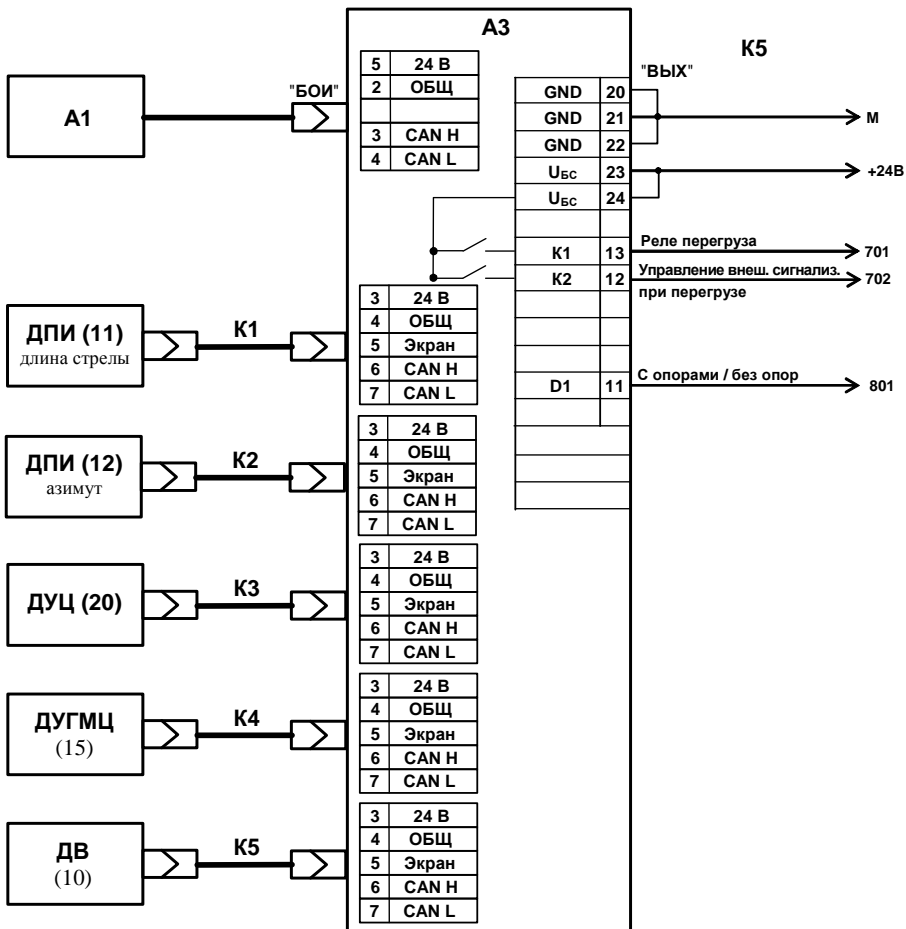 А3
К5
А1
"БОИ"
5 24 В
2 ОБЩ
3 CAN H
4 CAN L
"ВЫХ"
GND 20
GND 21
GND 22
UБС 23
UБС 24
К1 13
К2 12
D1 11
М
+24В
Реле перегруза
701
Управление внеш. сигнализ.
при перегрузе
702
С опорами / без опор
801
ДПИ (11)
длина стрелы
К1
3 24 В
4 ОБЩ
5 Экран
6 CAN H
7 CAN L
ДПИ (12)
азимут
К2
3 24 В
4 ОБЩ
5 Экран
6 CAN H
7 CAN L
ДУЦ (20)
К3
3 24 В
4 ОБЩ
5 Экран
6 CAN H
7 CAN L
ДУГМЦ
(15)
К4
3 24 В
4 ОБЩ
5 Экран
6 CAN H
7 CAN L
ДВ
(10)
К5
3 24 В
4 ОБЩ
5 Экран
6 CAN H
7 CAN L